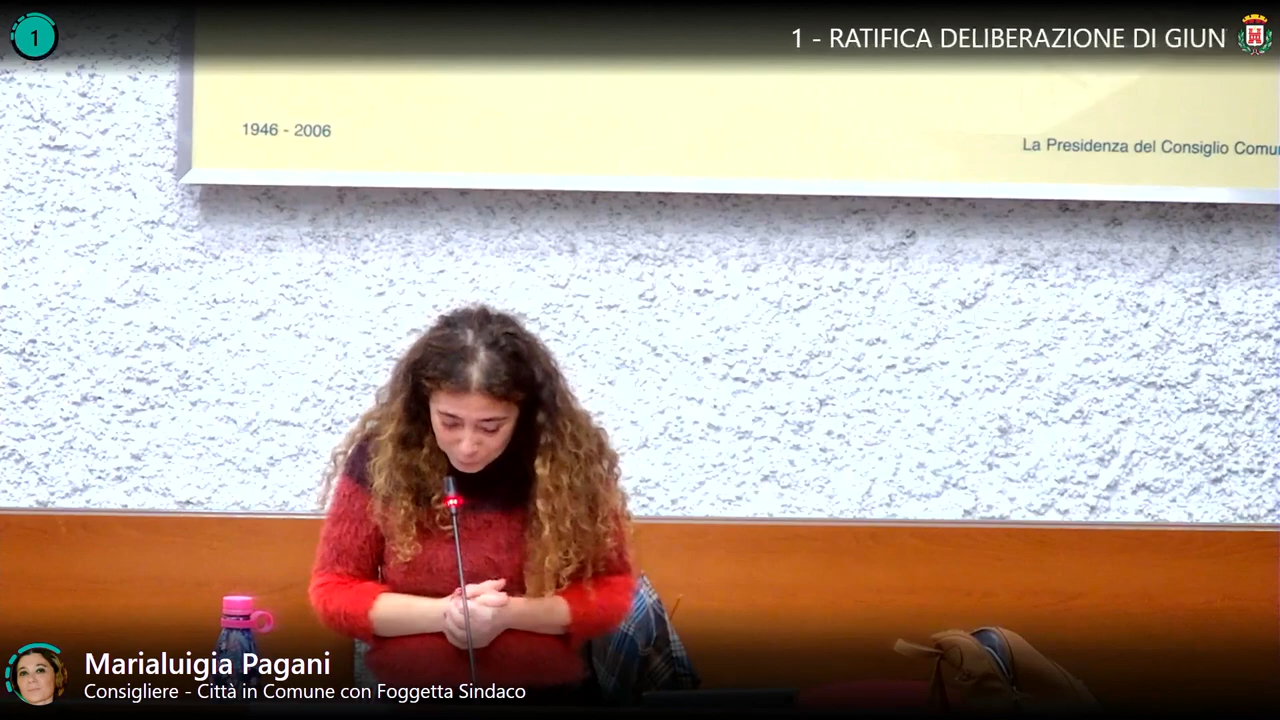 1
1 - RATIFICA DELIBERAZIONE DI GIUN
1946 - 2006
La Presidenza del Consiglio Comu
Marialuigia Pagani
Consigliere - Città in Comune con Foggetta Sindaco